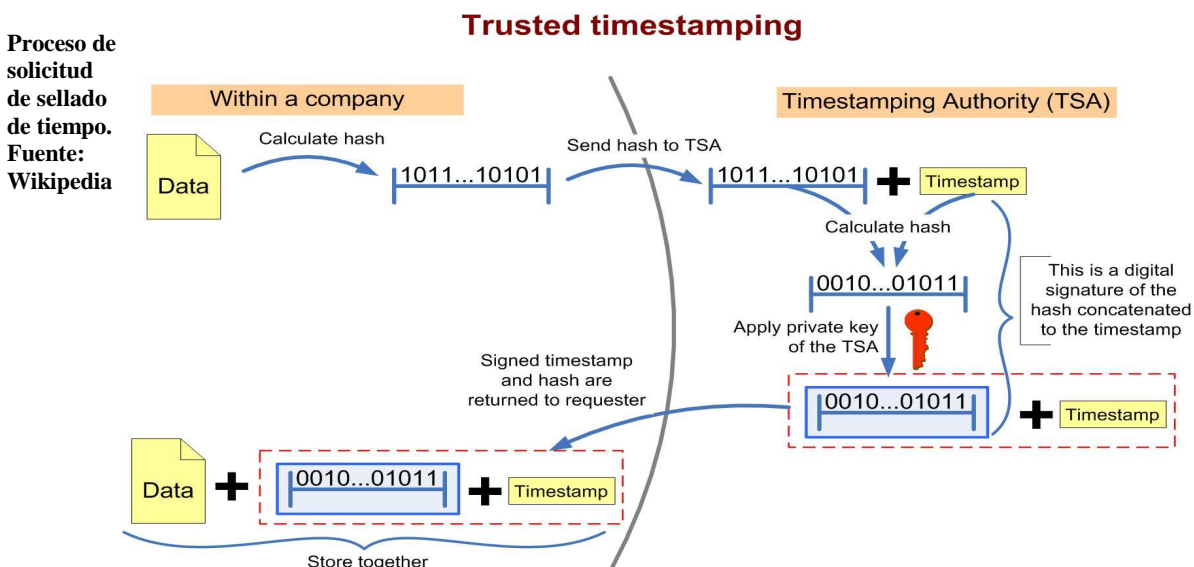 Trusted timestamping
Proceso de
solicitud
de sellado
de tiempo.
Fuente:
Wikipedia
Within a company
Timestamping Authority (TSA)
Data
Calculate hash
1011...10101
Send hash to TSA
1011...10101
Timestamp
Calculate hash
0010...01011
This is a digital
signature of the
hash concatenated
to the timestamp
Apply private key
of the TSA
0010...01011
Timestamp
Signed timestamp
and hash are
returned to requester
Data
0010...01011
Timestamp
Store together